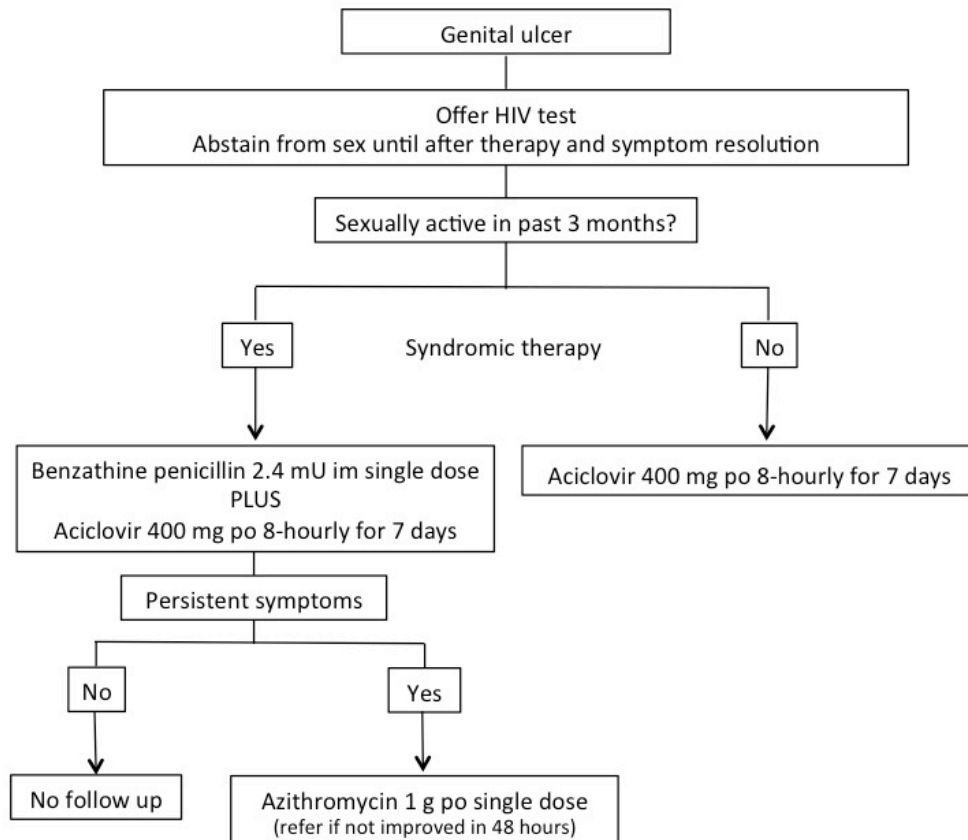 Genital ulcer
Offer HIV test
Abstain from sex until after therapy and symptom resolution
Sexually active in past 3 months?
Yes
Syndromic therapy
No
Benzathine penicillin 2.4 mU im single dose
PLUS
Aciclovir 400 mg po 8-hourly for 7 days
Aciclovir 400 mg po 8-hourly for 7 days
Persistent symptoms
No
Yes
No follow up
Azithromycin 1 g po single dose
(refer if not improved in 48 hours)